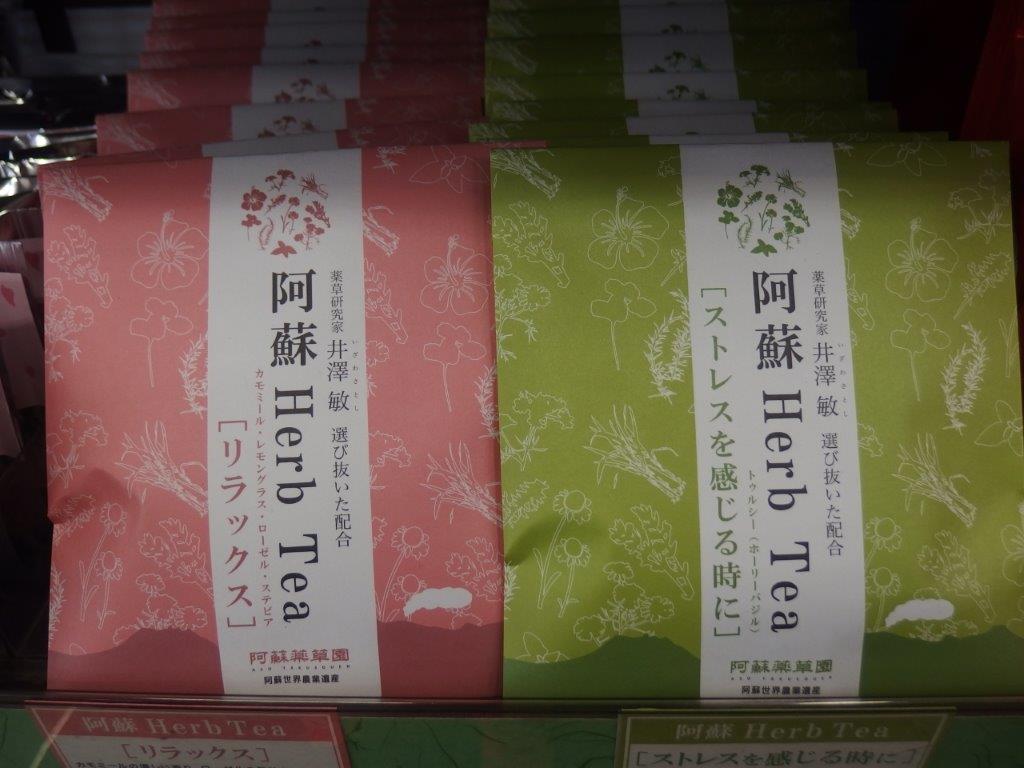 薬草研究家 井澤 敏 選び抜いた配合
いざわさとし
阿蘇 Herb Tea
カモミール・レモングラス・ローゼル・ステビア
[リラックス]
阿蘇薬草園
ASO YAKUSOUEN
阿蘇世界農業遺産
薬草研究家 井澤 敏 選び抜いた配合
いざわさとし
阿蘇 Herb Tea
トゥルシー(ホーリーバジル)
[ストレスを感じる時に]
阿蘇薬草園
ASO YAKUSOUEN
阿蘇世界農業遺産
阿蘇 Herb Tea
[リラックス]
阿蘇 Herb Tea
[ストレスを感じる時に]